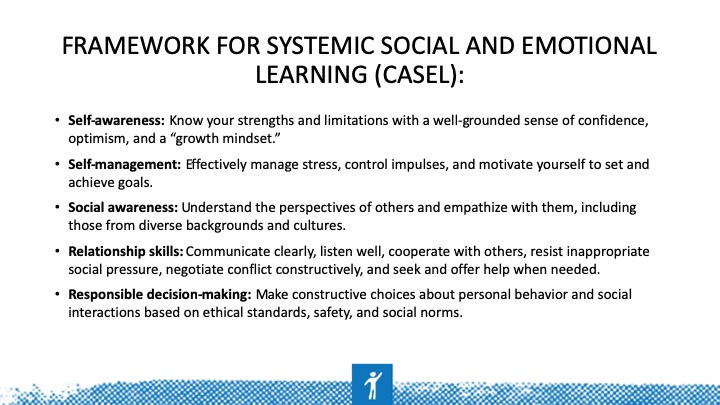 FRAMEWORK FOR SYSTEMIC SOCIAL AND EMOTIONAL
LEARNING (CASEL):
• Self-awareness: Know your strengths and limitations with a well-grounded sense of confidence,
optimism, and a “growth mindset.”
• Self-management: Effectively manage stress, control impulses, and motivate yourself to set and
achieve goals.
• Social awareness: Understand the perspectives of others and empathize with them, including
those from diverse backgrounds and cultures.
• Relationship skills: Communicate clearly, listen well, cooperate with others, resist inappropriate
social pressure, negotiate conflict constructively, and seek and offer help when needed.
• Responsible decision-making: Make constructive choices about personal behavior and social
interactions based on ethical standards, safety, and social norms.